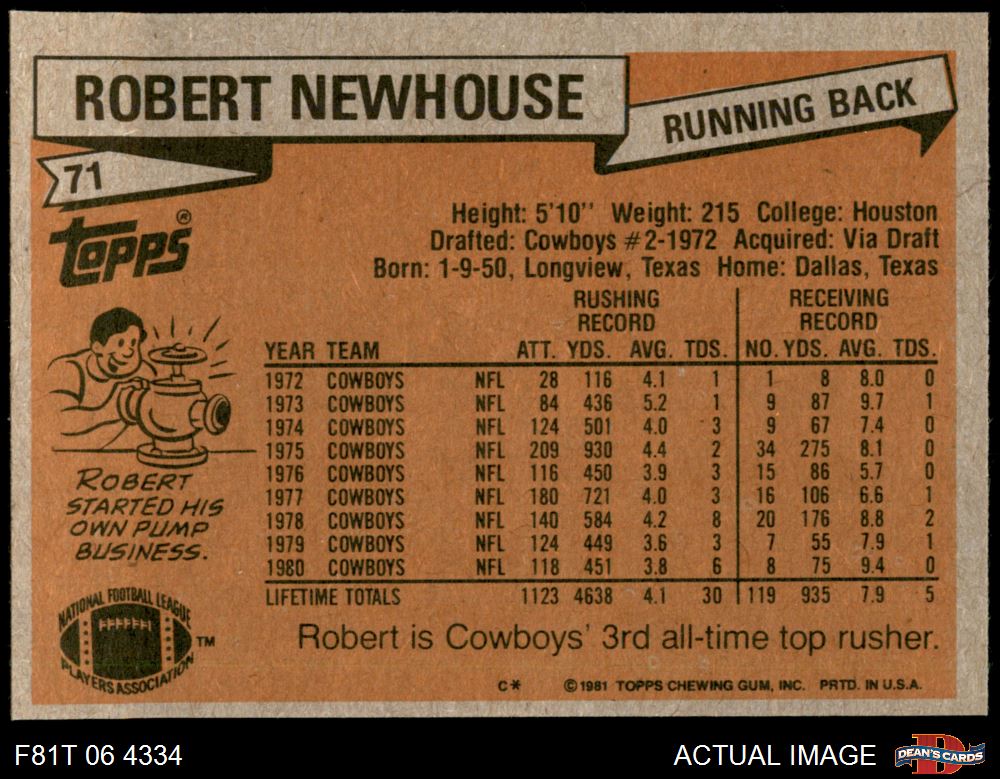 ROBERT NEWHOUSE
RUNNING BACK
71
topps®
Height: 5'10'' Weight: 215 College: Houston
Drafted: Cowboys #2-1972 Acquired: Via Draft
Born: 1-9-50, Longview, Texas Home: Dallas, Texas
RUSHING RECORD RECEIVING RECORD
YEAR TEAM ATT. YDS. AVG. TDS. NO. YDS. AVG. TDS.
1972 COWBOYS NFL 28 116 4.1 1 1 8 8.0 0
1973 COWBOYS NFL 84 436 5.2 1 9 87 9.7 1
1974 COWBOYS NFL 124 501 4.0 3 9 67 7.4 0
1975 COWBOYS NFL 209 930 4.4 2 34 275 8.1 0
1976 COWBOYS NFL 116 450 3.9 3 15 86 5.7 0
1977 COWBOYS NFL 180 721 4.0 3 16 106 6.6 1
1978 COWBOYS NFL 140 584 4.2 8 20 176 8.8 2
1979 COWBOYS NFL 124 449 3.6 3 7 55 7.9 1
1980 COWBOYS NFL 118 451 3.8 6 8 75 9.4 0
LIFETIME TOTALS 1123 4638 4.1 30 119 935 7.9 5
ROBERT
STARTED HIS
OWN PUMP
BUSINESS.
NATIONAL FOOTBALL LEAGUE
PLAYERS ASSOCIATION
TM
Robert is Cowboys' 3rd all-time top rusher.
C* ©1981 TOPPS CHEWING GUM, INC. PRTD. IN U.S.A.
F81T 06 4334
ACTUAL IMAGE
DEAN'S CARDS